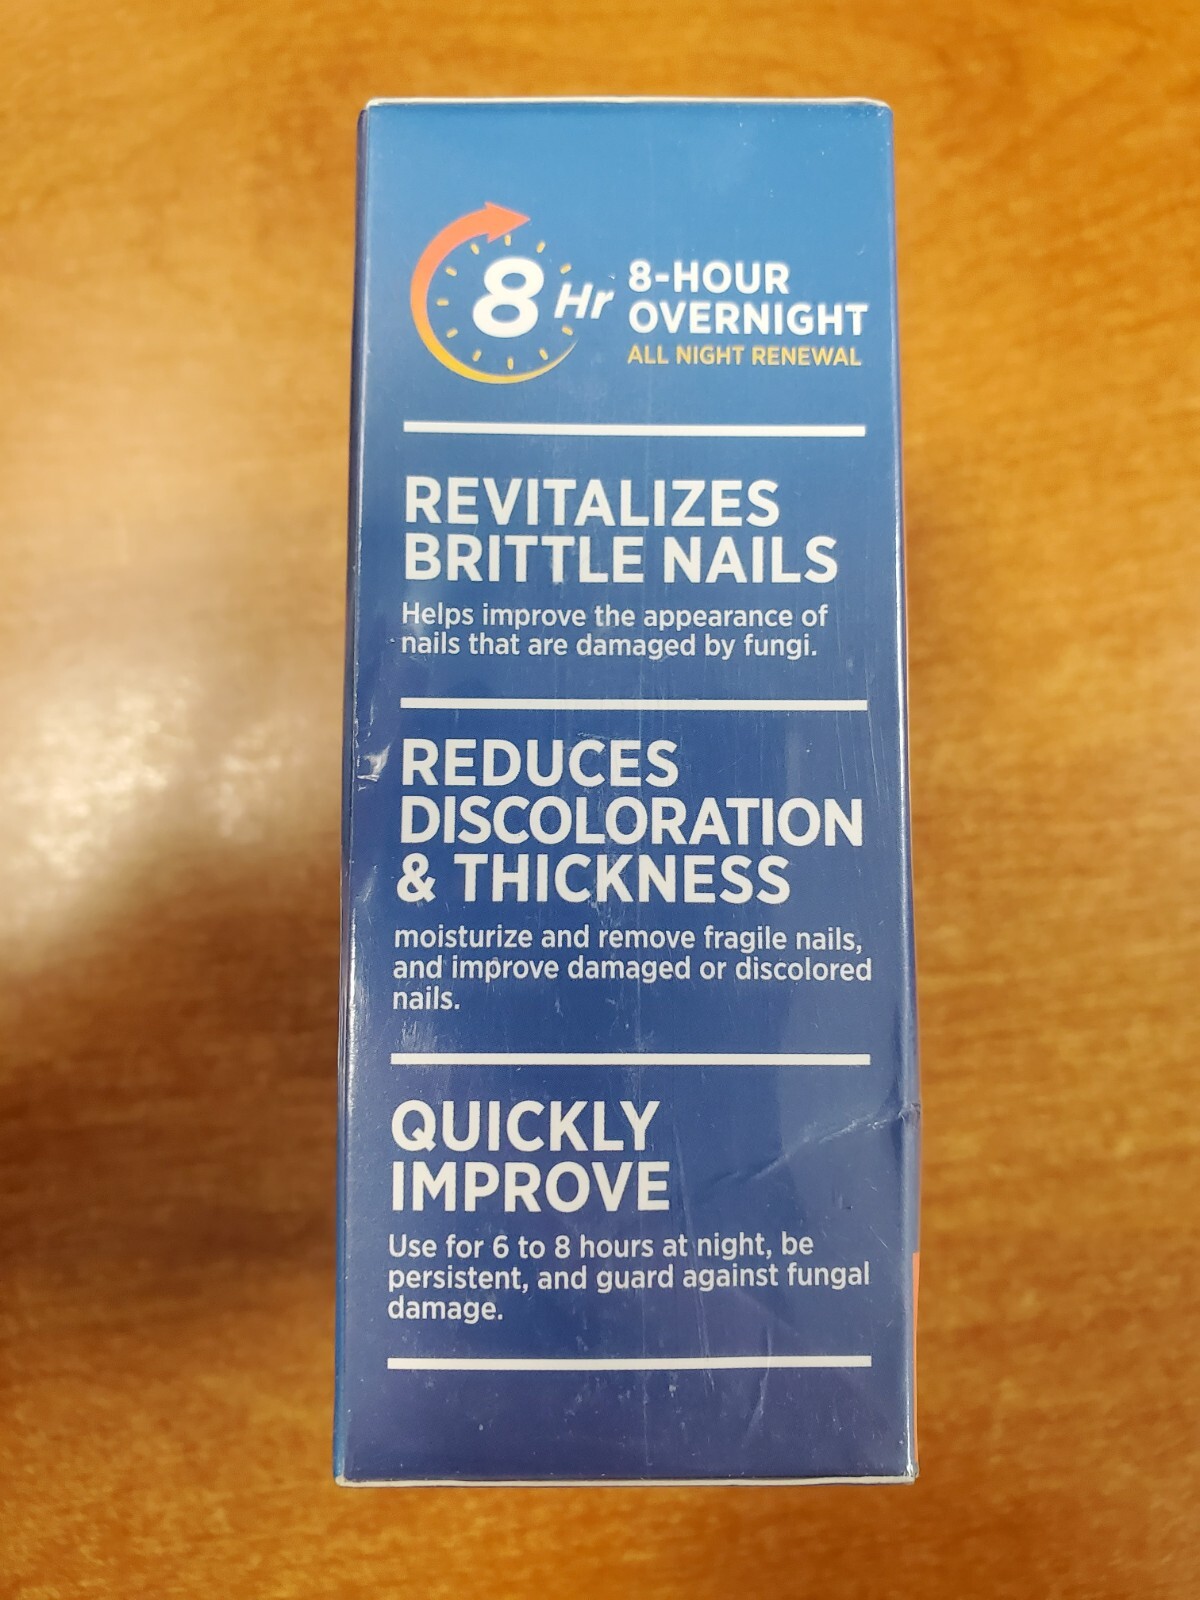 8 Hr
8-HOUR
OVERNIGHT
ALL NIGHT RENEWAL
REVITALIZES
BRITTLE NAILS
Helps improve the appearance of
nails that are damaged by fungi.
REDUCES
DISCOLORATION
& THICKNESS
moisturize and remove fragile nails,
and improve damaged or discolored
nails.
QUICKLY
IMPROVE
Use for 6 to 8 hours at night, be
persistent, and guard against fungal
damage.